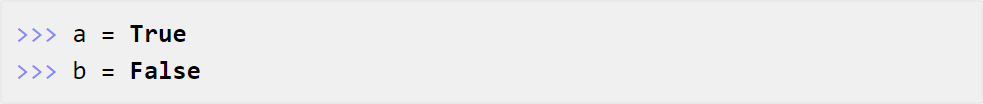 >>> a = True
>>> b = False